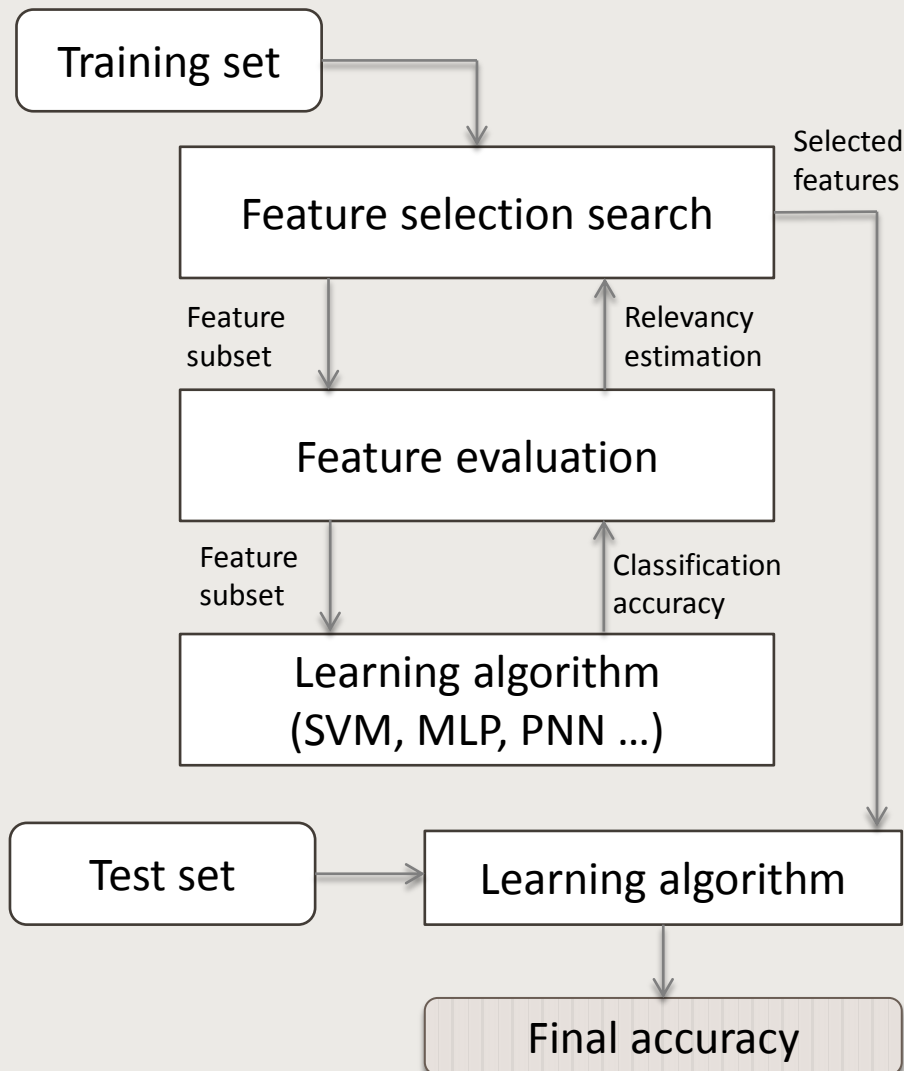 Training set
Selected
features
Feature selection search
Feature
subset
Relevancy
estimation
Feature evaluation
Feature
subset
Classification
accuracy
Learning algorithm
(SVM, MLP, PNN ...)
Test set
Learning algorithm
Final accuracy